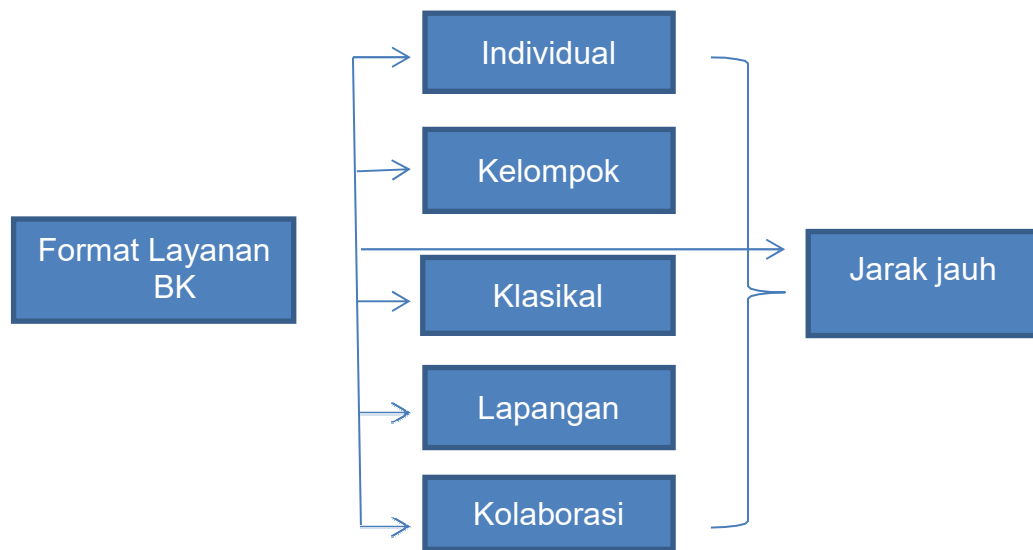 Format Layanan
BK
Individual
Kelompok
Klasikal
Lapangan
Kolaborasi
Jarak jauh